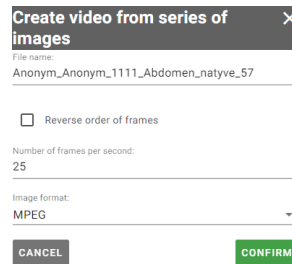 Create video from series of
images
File name:
Anonym_Anonym_1111_Abdomen_natyve_57
Reverse order of frames
Number of frames per second:
25
Image format:
MPEG
CANCEL
CONFIRM